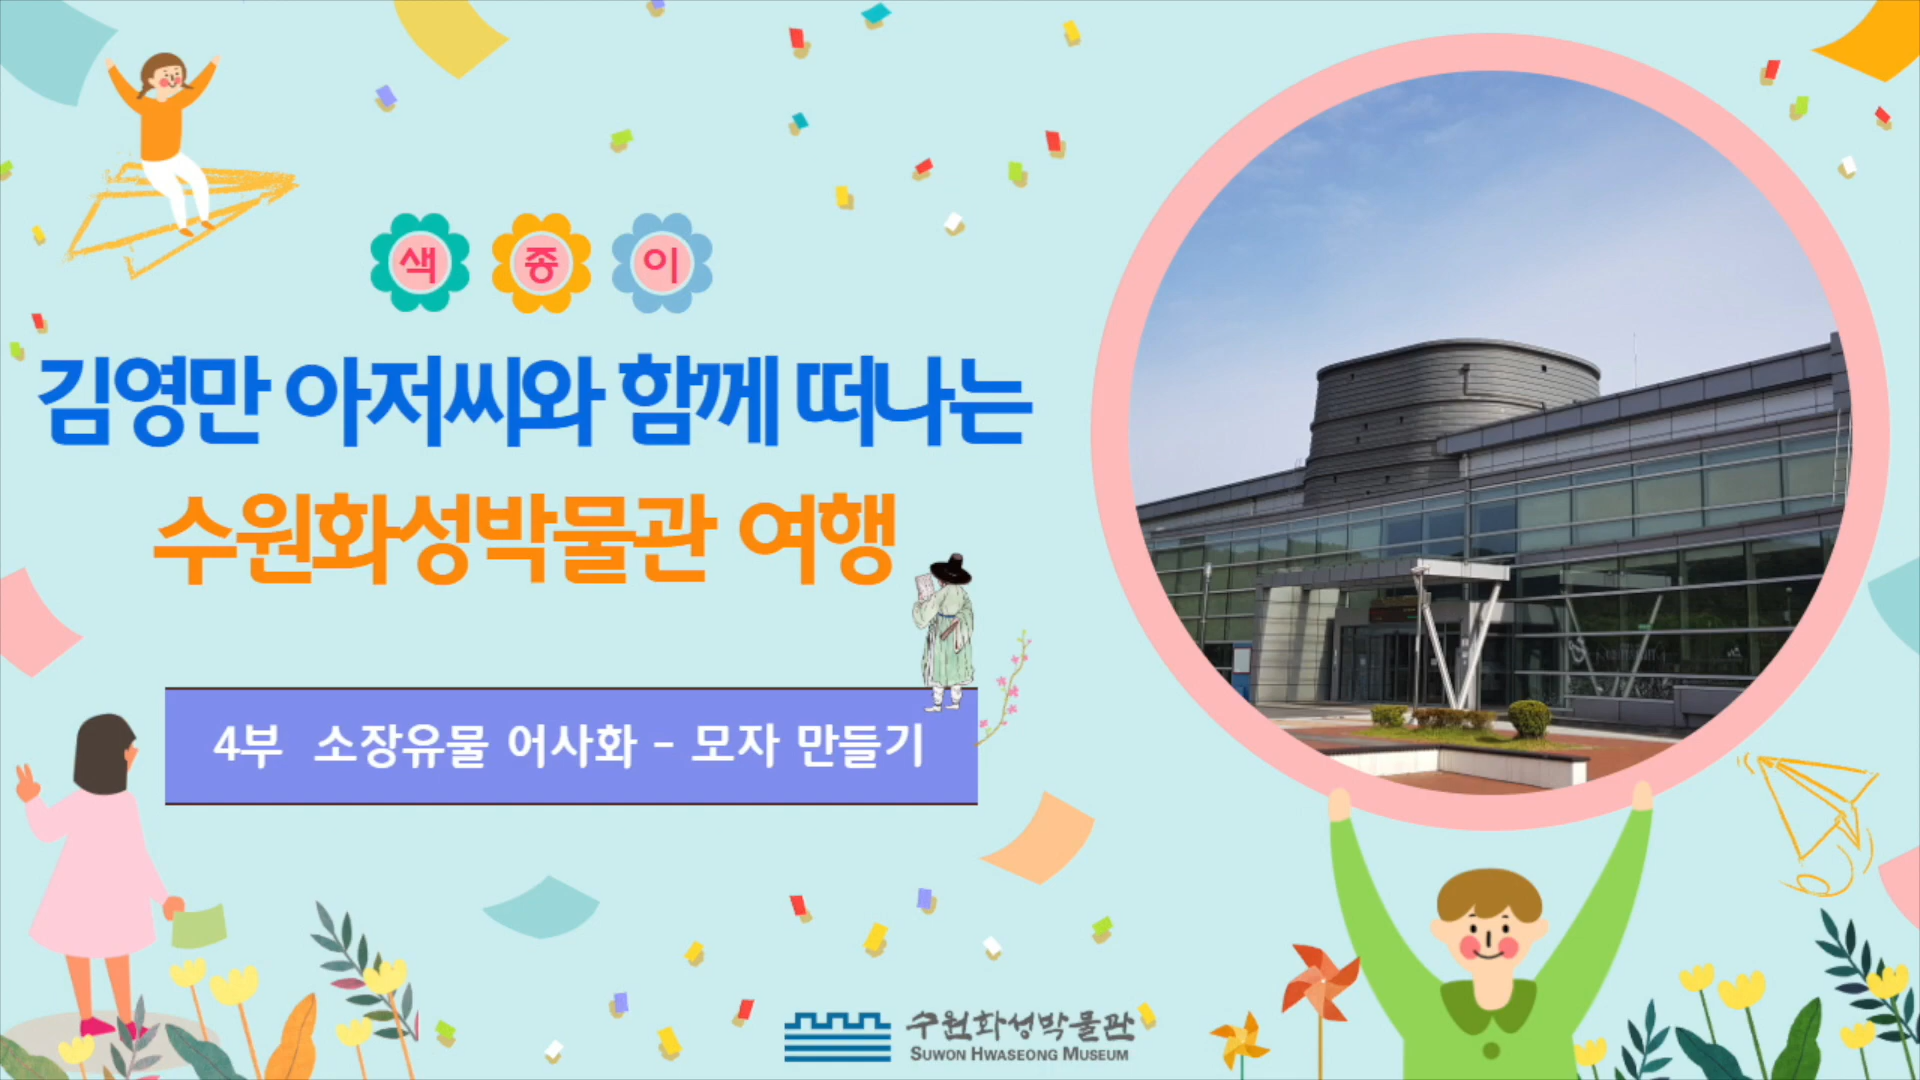 색종이
김영만 아저씨와 함께 떠나는
수원화성박물관 여행
4부 소장유물 어사화 - 모자 만들기
수원화성박물관
SUWON HWASEONG MUSEUM